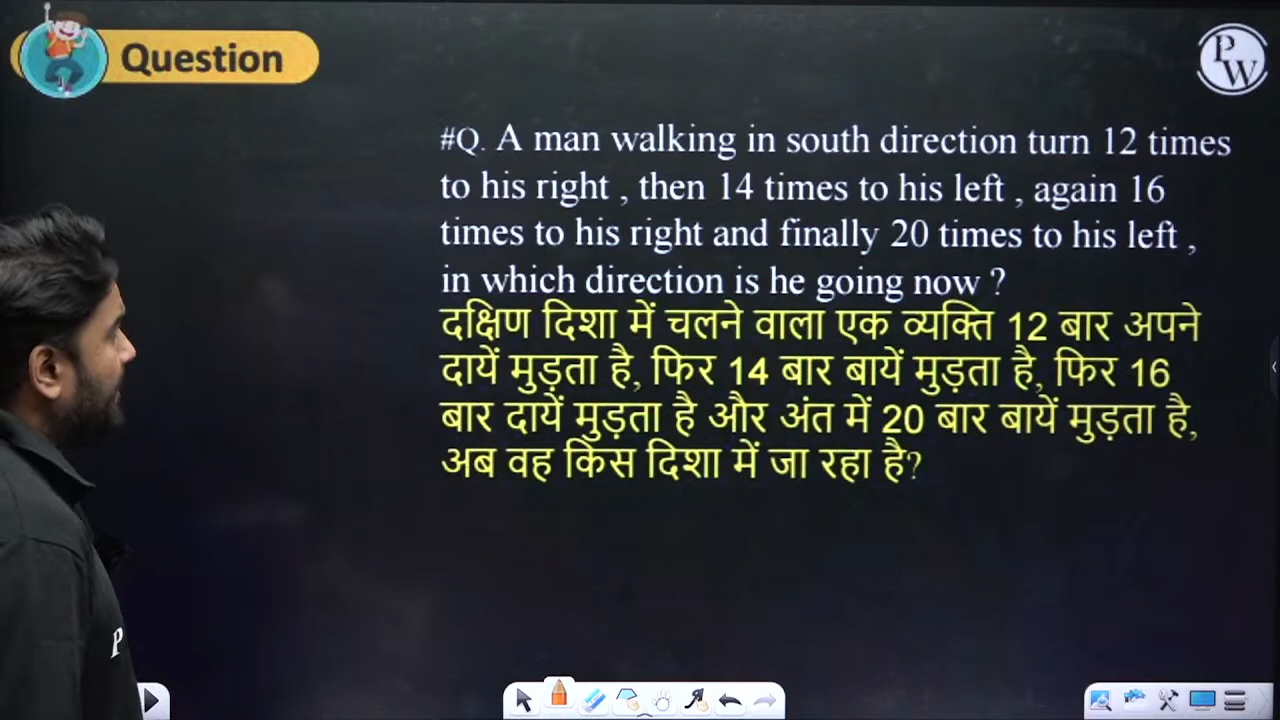 Question
PW
#Q. A man walking in south direction turn 12 times
to his right , then 14 times to his left , again 16
times to his right and finally 20 times to his left ,
in which direction is he going now ?
दक्षिण दिशा में चलने वाला एक व्यक्ति 12 बार अपने
दायें मुड़ता है, फिर 14 बार बायें मुड़ता है, फिर 16
बार दायें मुड़ता है और अंत में 20 बार बायें मुड़ता है,
अब वह किस दिशा में जा रहा है?
P